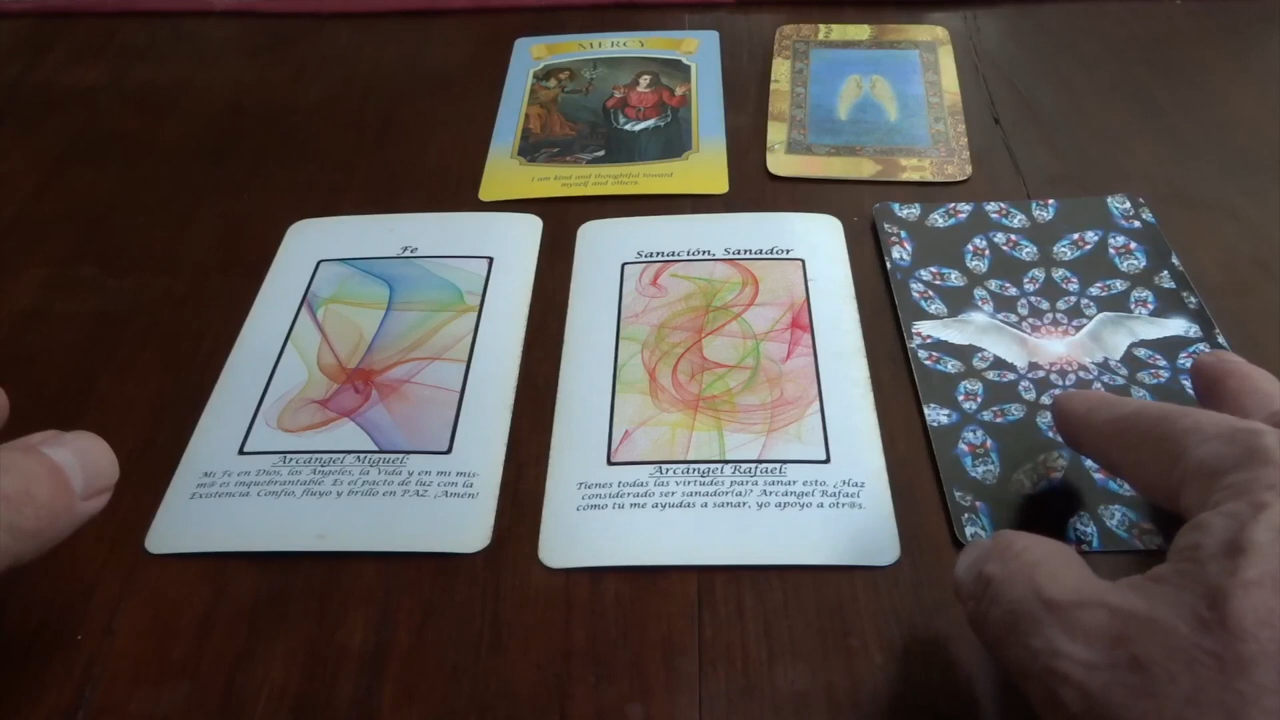 MERCY
I am kind and thoughtful toward
myself and others.
Fe
Arcángel Miguel:
Mi Fe en Dios, los Ángeles, la Vida y en mi mis-
m@ es inquebrantable. Es el pacto de luz con la
Existencia. Confío, fluyo y brillo en PAZ. ¡Amén!
Sanación, Sanador
Arcángel Rafael:
Tienes todas las virtudes para sanar esto. ¿Haz
considerado ser sanador(a)? Arcángel Rafael
cómo tú me ayudas a sanar, yo apoyo a otr@s.